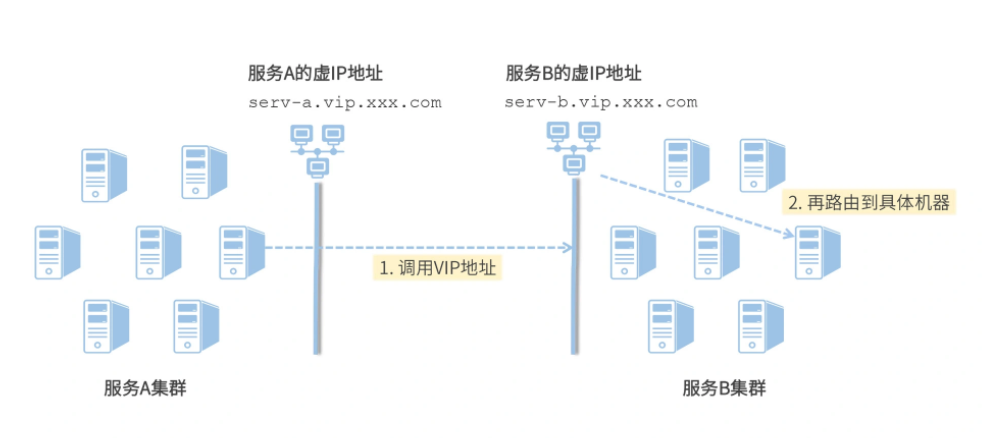 服务A的虚IP地址
serv-a.vip.xxx.com
服务B的虚IP地址
serv-b.vip.xxx.com
2. 再路由到具体机器
1. 调用VIP地址
服务A集群
服务B集群